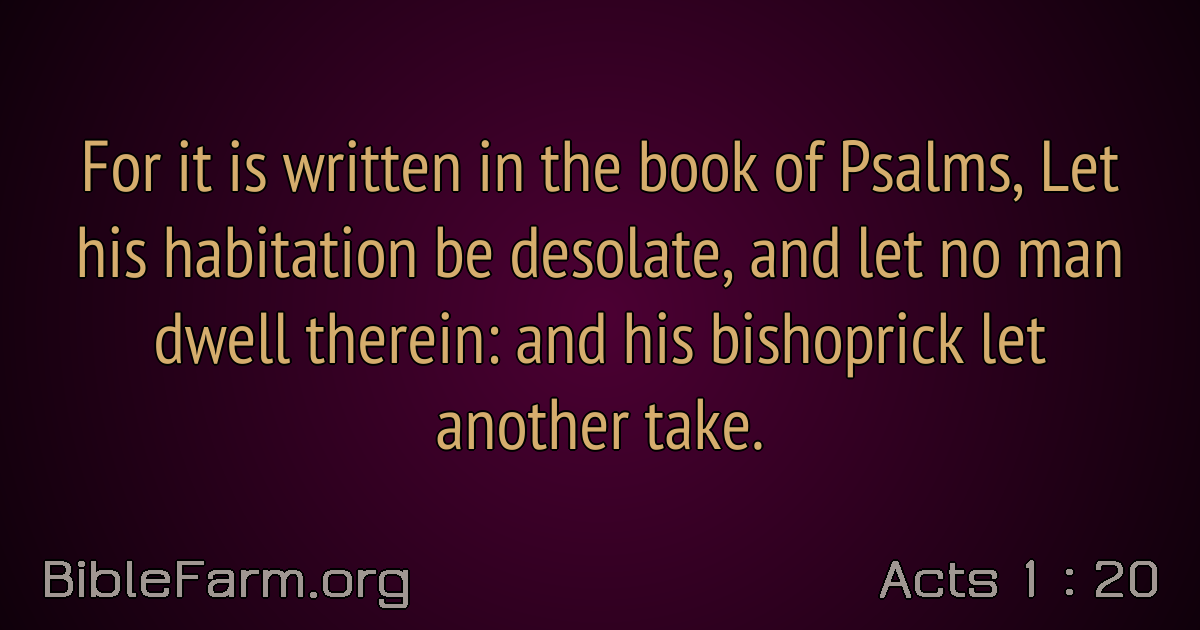 For it is written in the book of Psalms, Let
his habitation be desolate, and let no man
dwell therein: and his bishoprick let
another take.
BibleFarm.org
Acts 1 : 20